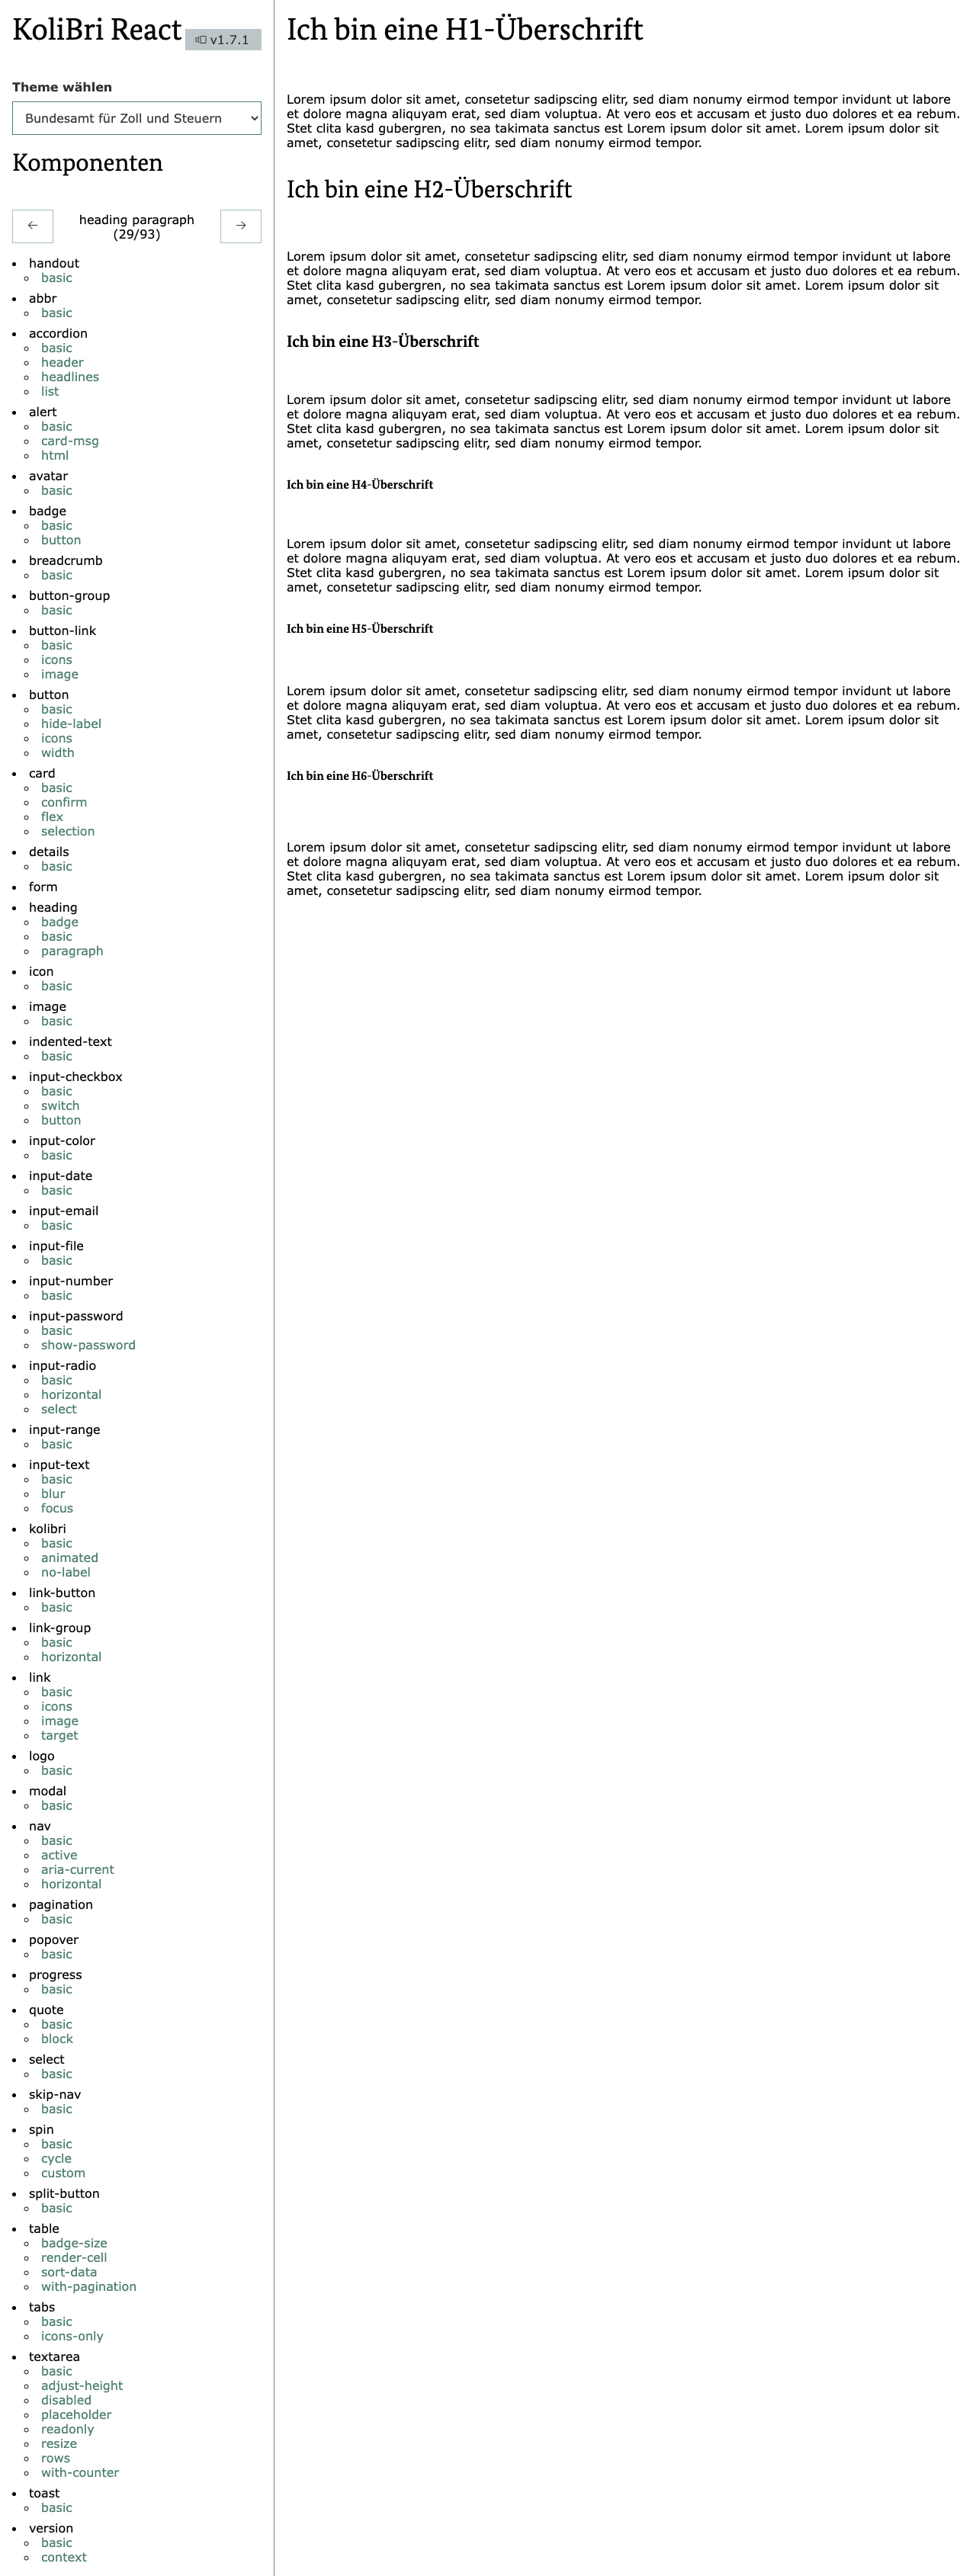 KoliBri React
v1.7.1
Theme wählen
Bundesamt für Zoll und Steuern
Komponenten
←
heading paragraph
(29/93)
→
handout
basic
abbr
basic
accordion
basic
header
headlines
list
alert
basic
card-msg
html
avatar
basic
badge
basic
button
breadcrumb
basic
button-group
basic
button-link
basic
icons
image
button
basic
hide-label
icons
width
card
basic
confirm
flex
selection
details
basic
form
heading
badge
basic
paragraph
icon
basic
image
basic
indented-text
basic
input-checkbox
basic
switch
button
input-color
basic
input-date
basic
input-email
basic
input-file
basic
input-number
basic
input-password
basic
show-password
input-radio
basic
horizontal
select
input-range
basic
input-text
basic
blur
focus
kolibri
basic
animated
no-label
link-button
basic
link-group
basic
horizontal
link
basic
icons
image
target
logo
basic
modal
basic
nav
basic
active
aria-current
horizontal
pagination
basic
popover
basic
progress
basic
quote
basic
block
select
basic
skip-nav
basic
spin
basic
cycle
custom
split-button
basic
table
badge-size
render-cell
sort-data
with-pagination
tabs
basic
icons-only
textarea
basic
adjust-height
disabled
placeholder
readonly
resize
rows
with-counter
toast
basic
version
basic
context
Ich bin eine H1-Überschrift
Lorem ipsum dolor sit amet, consetetur sadipscing elitr, sed diam nonumy eirmod tempor invidunt ut labore
et dolore magna aliquyam erat, sed diam voluptua. At vero eos et accusam et justo duo dolores et ea rebum.
Stet clita kasd gubergren, no sea takimata sanctus est Lorem ipsum dolor sit amet. Lorem ipsum dolor sit
amet, consetetur sadipscing elitr, sed diam nonumy eirmod tempor.
Ich bin eine H2-Überschrift
Lorem ipsum dolor sit amet, consetetur sadipscing elitr, sed diam nonumy eirmod tempor invidunt ut labore
et dolore magna aliquyam erat, sed diam voluptua. At vero eos et accusam et justo duo dolores et ea rebum.
Stet clita kasd gubergren, no sea takimata sanctus est Lorem ipsum dolor sit amet. Lorem ipsum dolor sit
amet, consetetur sadipscing elitr, sed diam nonumy eirmod tempor.
Ich bin eine H3-Überschrift
Lorem ipsum dolor sit amet, consetetur sadipscing elitr, sed diam nonumy eirmod tempor invidunt ut labore
et dolore magna aliquyam erat, sed diam voluptua. At vero eos et accusam et justo duo dolores et ea rebum.
Stet clita kasd gubergren, no sea takimata sanctus est Lorem ipsum dolor sit amet. Lorem ipsum dolor sit
amet, consetetur sadipscing elitr, sed diam nonumy eirmod tempor.
Ich bin eine H4-Überschrift
Lorem ipsum dolor sit amet, consetetur sadipscing elitr, sed diam nonumy eirmod tempor invidunt ut labore
et dolore magna aliquyam erat, sed diam voluptua. At vero eos et accusam et justo duo dolores et ea rebum.
Stet clita kasd gubergren, no sea takimata sanctus est Lorem ipsum dolor sit amet. Lorem ipsum dolor sit
amet, consetetur sadipscing elitr, sed diam nonumy eirmod tempor.
Ich bin eine H5-Überschrift
Lorem ipsum dolor sit amet, consetetur sadipscing elitr, sed diam nonumy eirmod tempor invidunt ut labore
et dolore magna aliquyam erat, sed diam voluptua. At vero eos et accusam et justo duo dolores et ea rebum.
Stet clita kasd gubergren, no sea takimata sanctus est Lorem ipsum dolor sit amet. Lorem ipsum dolor sit
amet, consetetur sadipscing elitr, sed diam nonumy eirmod tempor.
Ich bin eine H6-Überschrift
Lorem ipsum dolor sit amet, consetetur sadipscing elitr, sed diam nonumy eirmod tempor invidunt ut labore
et dolore magna aliquyam erat, sed diam voluptua. At vero eos et accusam et justo duo dolores et ea rebum.
Stet clita kasd gubergren, no sea takimata sanctus est Lorem ipsum dolor sit amet. Lorem ipsum dolor sit
amet, consetetur sadipscing elitr, sed diam nonumy eirmod tempor.